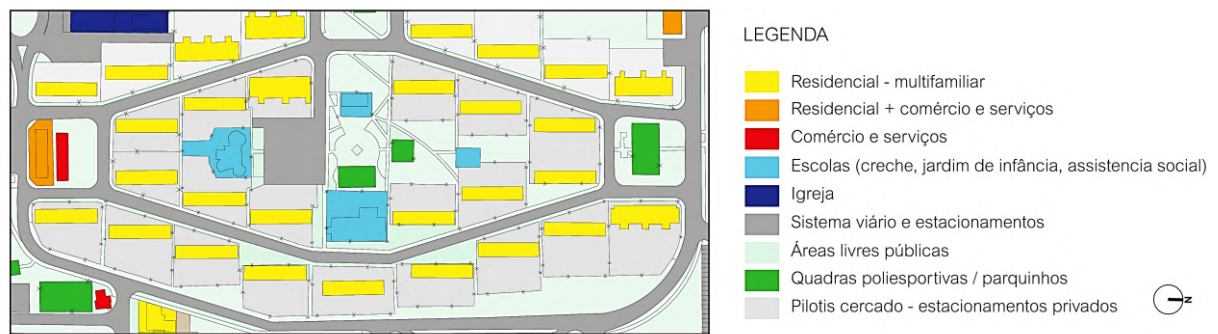 LEGENDA
Residencial - multifamiliar
Residencial + comércio e serviços
Comércio e serviços
Escolas (creche, jardim de infância, assistencia social)
Igreja
Sistema viário e estacionamentos
Áreas livres públicas
Quadras poliesportivas / parquinhos
Pilotis cercado - estacionamentos privados
N